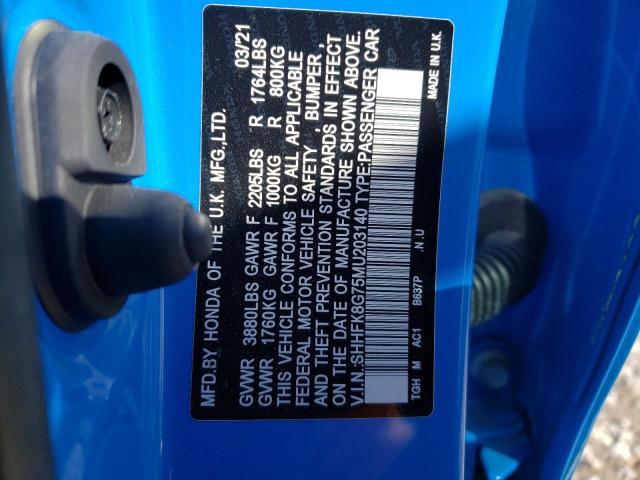 MFD.BY HONDA OF THE U.K. MFG.,LTD. 03/21
GVWR 3880LBS GAWR F 2205LBS R 1764LBS
GVWR 1760KG GAWR F 1000KG R 800KG
THIS VEHICLE CONFORMS TO ALL APPLICABLE
FEDERAL MOTOR VEHICLE SAFETY , BUMPER ,
AND THEFT PREVENTION STANDARDS IN EFFECT
ON THE DATE OF MANUFACTURE SHOWN ABOVE.
V.I.N:SHHFK8G75MU203140 TYPE:PASSENGER CAR
MADE IN U.K.
TGH M AC1 B637P .N.U